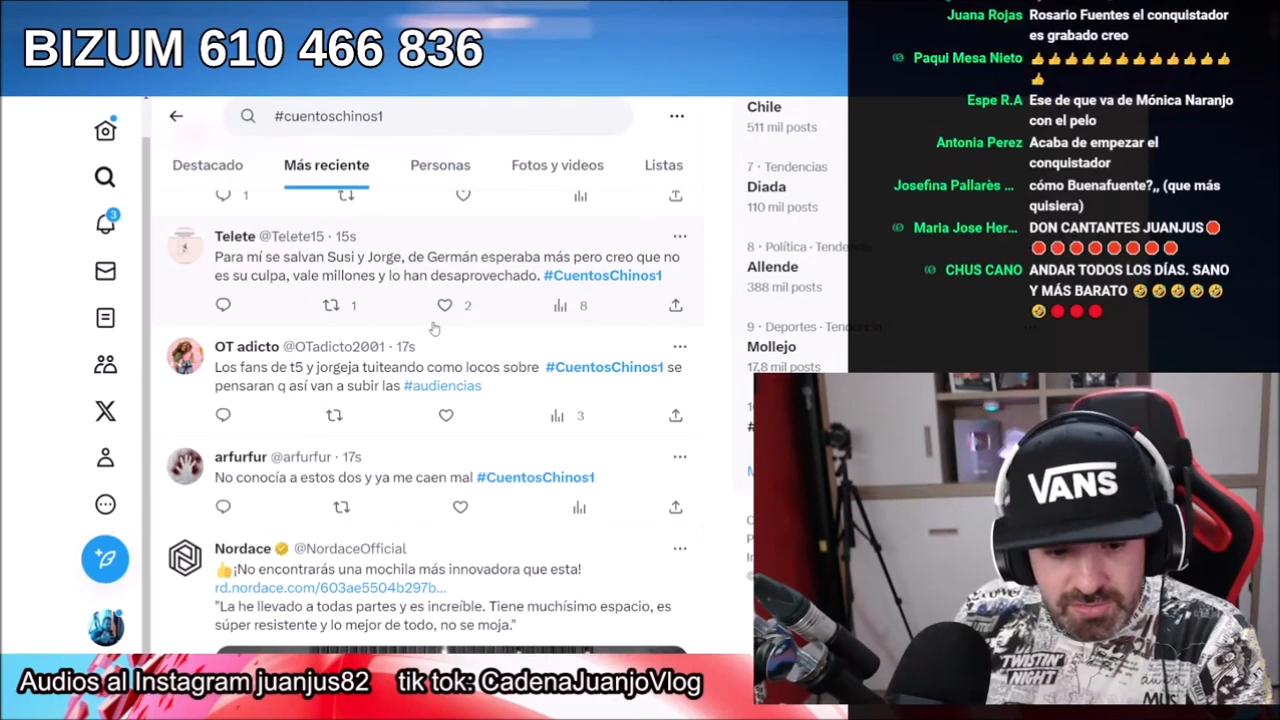 BIZUM 610 466 836
#cuentoschinos1
Destacado
Más reciente
Personas
Fotos y videos
Listas
1
Telete @Telete15 · 15s
Para mí se salvan Susi y Jorge, de Germán esperaba más pero creo que no
es su culpa, vale millones y lo han desaprovechado. #CuentosChinos1
1
2
8
OT adicto @OTadicto2001 · 17s
Los fans de t5 y jorgeja tuiteando como locos sobre #CuentosChinos1 se
pensaran q así van a subir las #audiencias
3
arfurfur @arfurfur · 17s
No conocía a estos dos y ya me caen mal #CuentosChinos1
Nordace @NordaceOfficial
👍¡No encontrarás una mochila más innovadora que esta!
rd.nordace.com/603ae5504b297b...
"La he llevado a todas partes y es increíble. Tiene muchísimo espacio, es
súper resistente y lo mejor de todo, no se moja."
3
Chile
511 mil posts
7 · Tendencias
Diada
110 mil posts
8 · Política · Tendencia
Allende
388 mil posts
9 · Deportes · Tendencia
Mollejo
17,8 mil posts
Juana Rojas Rosario Fuentes el conquistador
es grabado creo
Paqui Mesa Nieto 👍👍👍👍👍👍👍👍👍👍👍👍
👍
Espe R.A Ese de que va de Mónica Naranjo
con el pelo
Antonia Perez Acaba de empezar el
conquistador
Josefina Pallarès ... cómo Buenafuente?,, (que más
quisiera)
Maria Jose Her... DON CANTANTES JUANJUS🛑
🛑🛑🛑🛑🛑🛑🛑🛑
CHUS CANO ANDAR TODOS LOS DÍAS. SANO
Y MÁS BARATO 🤣🤣🤣🤣🤣
🤣🔴🔴🔴
VANS
TWISTIN'
NIGHT
Audios al Instagram juanjus82 tik tok: CadenaJuanjoVlog